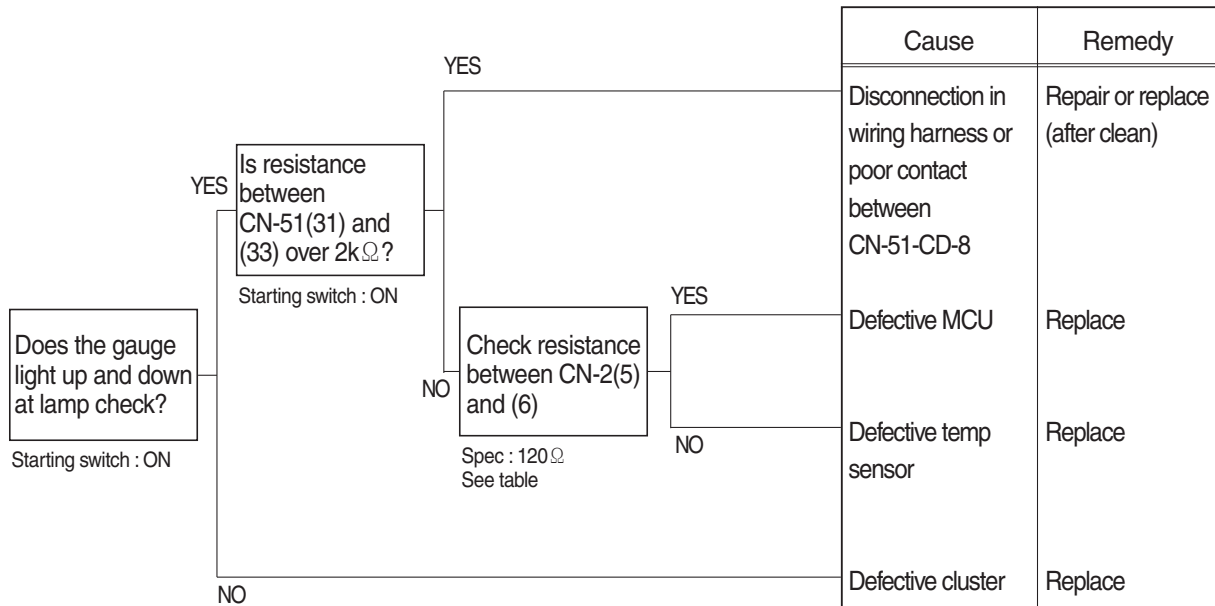 Cause
Remedy
YES
Disconnection in
wiring harness or
poor contact
between
CN-51-CD-8
Repair or replace
(after clean)
YES
Is resistance
between
CN-51(31) and
(33) over 2kΩ?
Starting switch : ON
YES
Defective MCU
Replace
Does the gauge
light up and down
at lamp check?
Starting switch : ON
NO
Check resistance
between CN-2(5)
and (6)
Spec : 120Ω
See table
NO
Defective temp
sensor
Replace
NO
Defective cluster
Replace